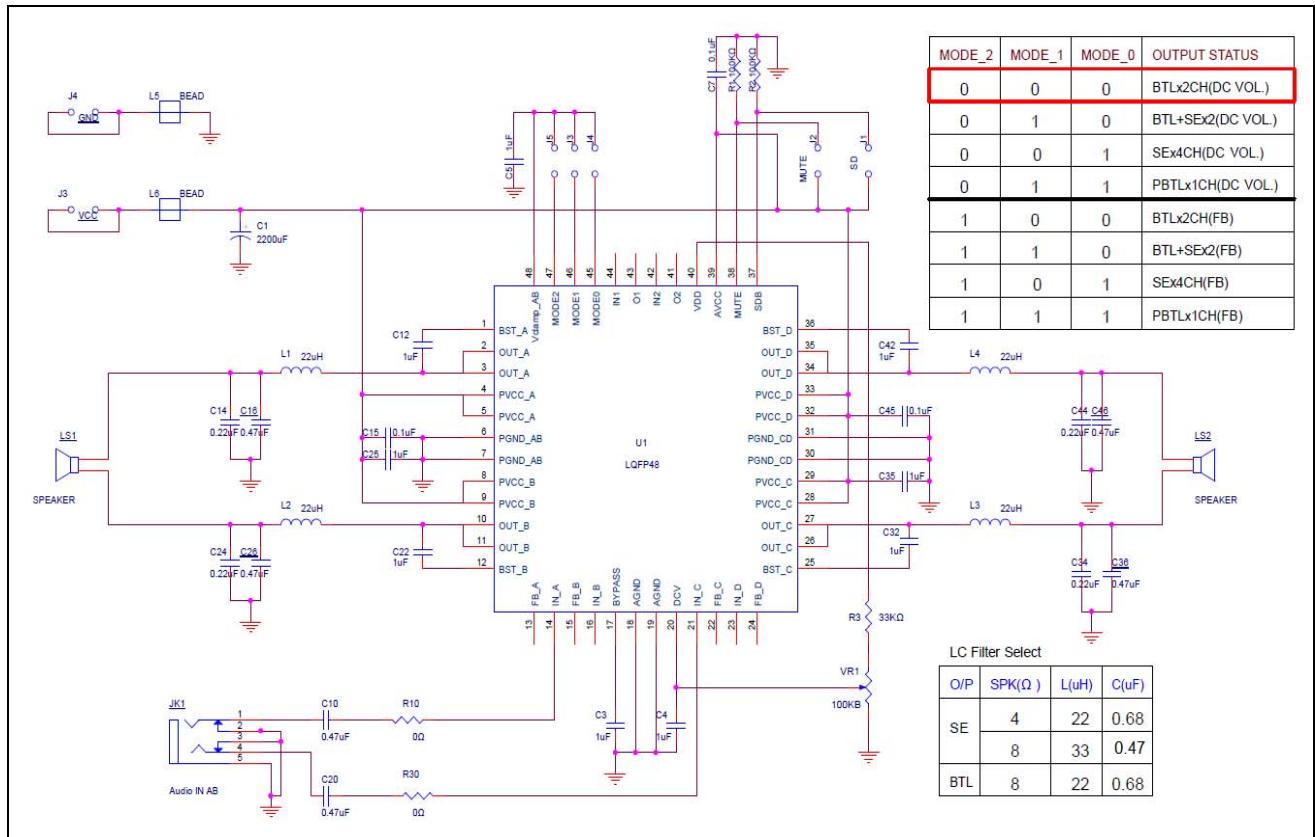 MODE_2 MODE_1 MODE_0 OUTPUT STATUS
0 0 0 BTLx2CH(DC VOL.)
0 1 0 BTL+SEx2(DC VOL.)
0 0 1 SEx4CH(DC VOL.)
0 1 1 PBTLx1CH(DC VOL.)
1 0 0 BTLx2CH(FB)
1 1 0 BTL+SEx2(FB)
1 0 1 SEx4CH(FB)
1 1 1 PBTLx1CH(FB)
J4
GND
L5 BEAD
J3
VCC
L6 BEAD
C1
2200uF
C5 1uF
J5
J3
J4
C7 0.1uF
R1 100KΩ
R2 100KΩ
J2
MUTE
J1
SD
48 47 46 45 44 43 42 41 40 39 38 37
Vdamp_AB MODE2 MODE1 MODE0 IN1 O1 IN2 O2 VDD AVCC MUTE SDB
1 BST_A
2 OUT_A
3 OUT_A
4 PVCC_A
5 PVCC_A
6 PGND_AB
7 PGND_AB
8 PVCC_B
9 PVCC_B
10 OUT_B
11 OUT_B
12 BST_B
U1
LQFP48
BST_D 36
OUT_D 35
OUT_D 34
PVCC_D 33
PVCC_D 32
PGND_CD 31
PGND_CD 30
PVCC_C 29
PVCC_C 28
OUT_C 27
OUT_C 26
BST_C 25
FB_A IN_A FB_B IN_B BYPASS AGND AGND DCV IN_C FB_C IN_D FB_D
13 14 15 16 17 18 19 20 21 22 23 24
C12
1uF
L1 22uH
C14
0.22uF
C16
0.47uF
LS1
SPEAKER
C15 0.1uF
C25 1uF
L2 22uH
C24
0.22uF
C26
0.47uF
C22
1uF
C42
1uF
L4 22uH
C44
0.22uF
C46
0.47uF
C45 0.1uF
C35 1uF
LS2
SPEAKER
L3 22uH
C32
1uF
C34
0.22uF
C36
0.47uF
R3 33KΩ
VR1
100KB
C3
1uF
C4
1uF
JK1
1
2
3
4
5
Audio IN AB
C10
0.47uF
R10
0Ω
C20
0.47uF
R30
0Ω
LC Filter Select
O/P SPK(Ω ) L(uH) C(uF)
SE 4 22 0.68
8 33 0.47
BTL 8 22 0.68